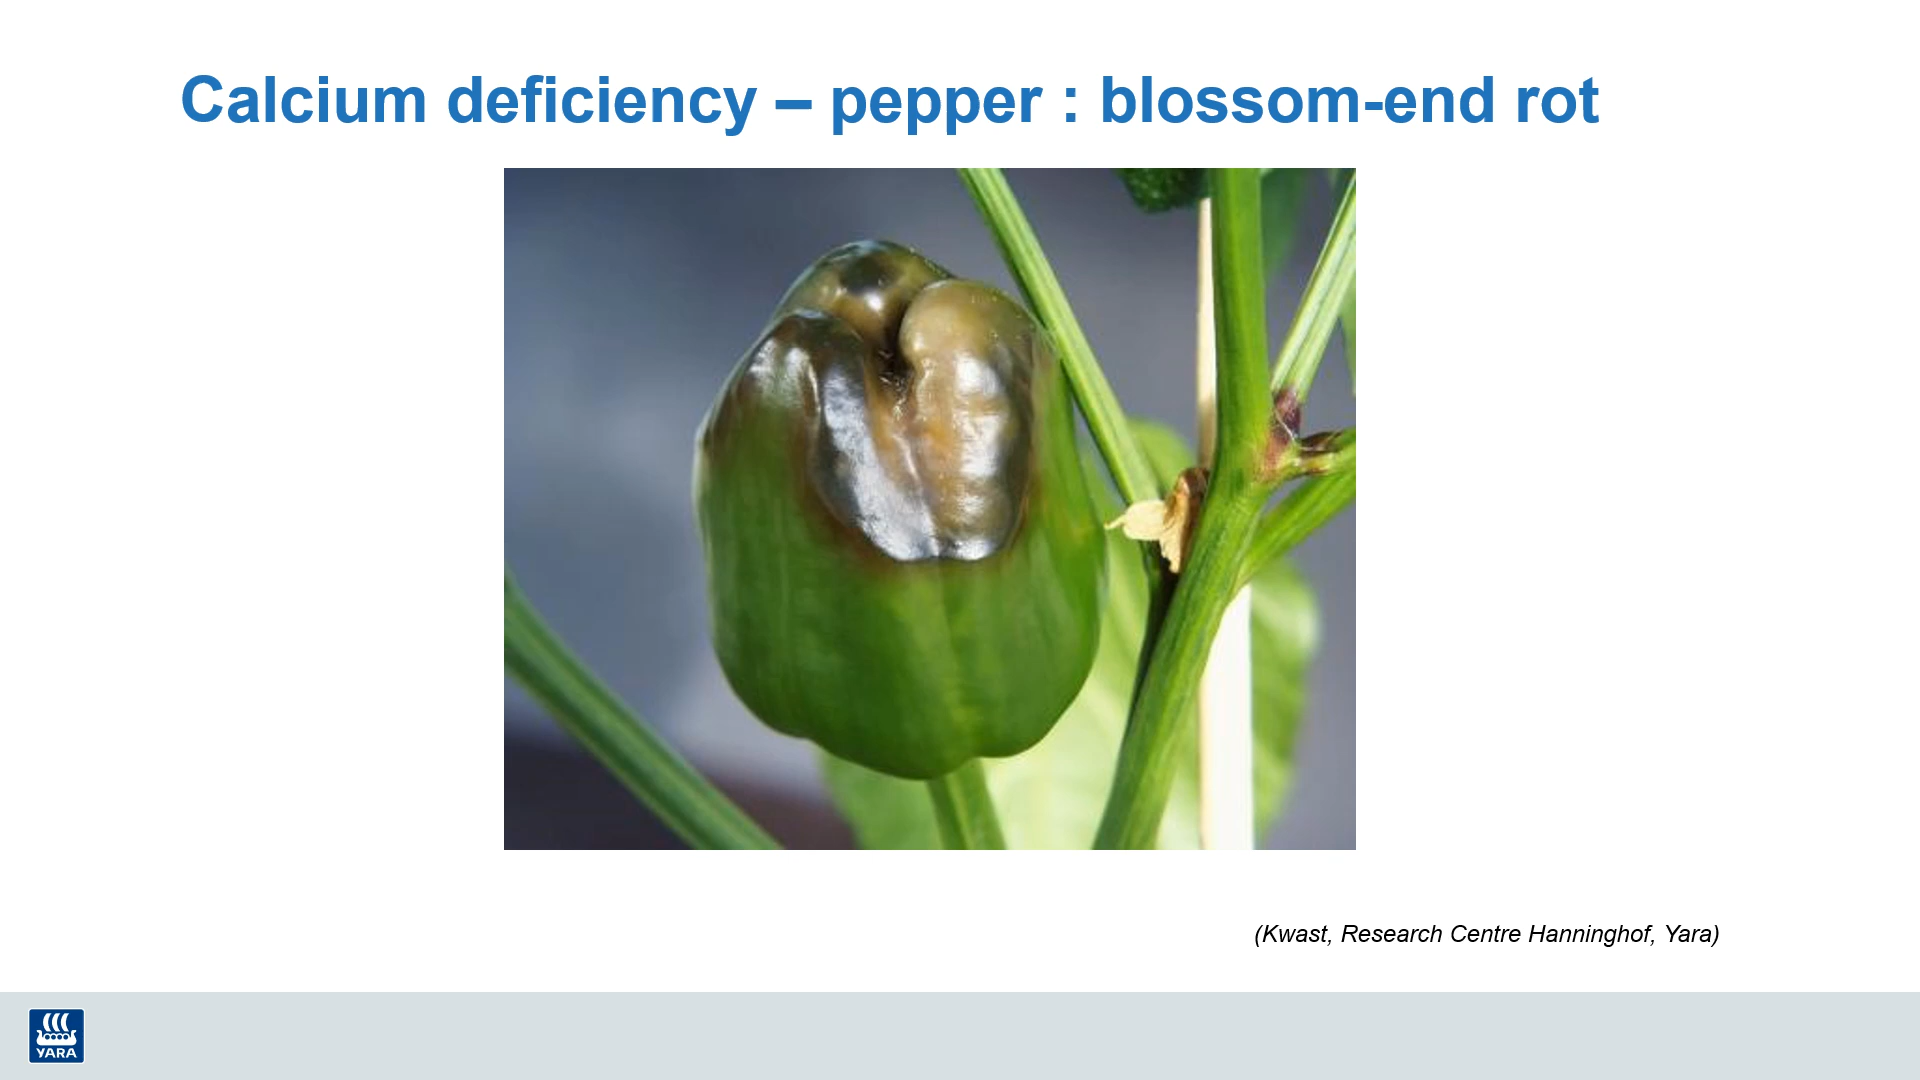 Calcium deficiency – pepper : blossom-end rot
(Kwast, Research Centre Hanninghof, Yara)
YARA